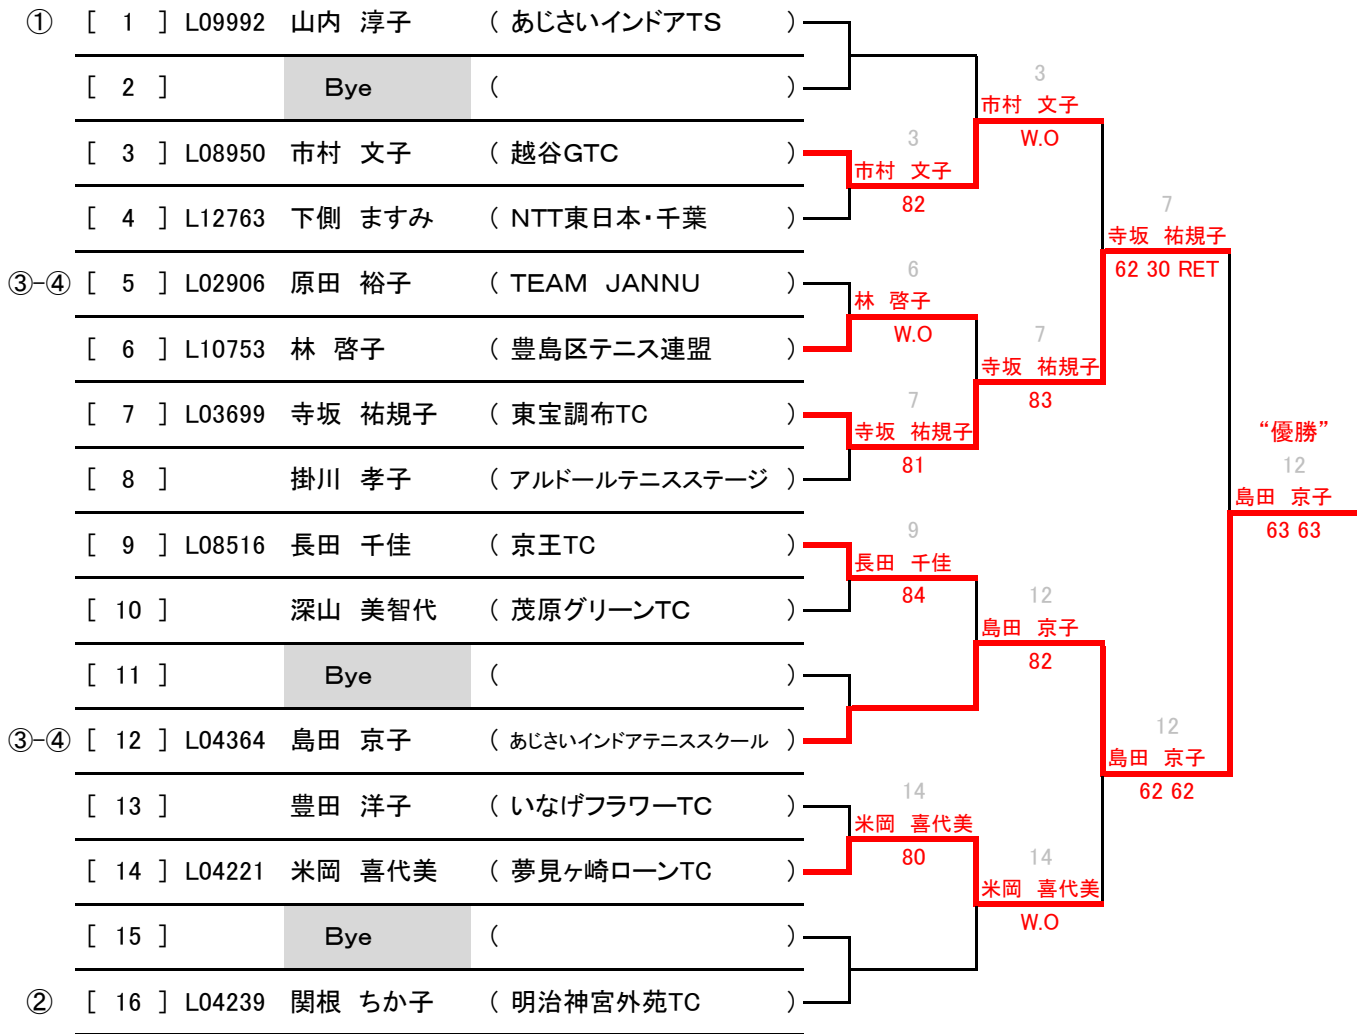 ① [ 1 ] L09992 山内 淳子 ( あじさいインドアTS )
[ 2 ] Bye ( )
3
市村 文子
W.O
[ 3 ] L08950 市村 文子 ( 越谷GTC )
3
市村 文子
82
[ 4 ] L12763 下側 ますみ ( NTT東日本・千葉 )
7
寺坂 祐規子
62 30 RET
③-④ [ 5 ] L02906 原田 裕子 ( TEAM JANNU )
6
林 啓子
W.O
[ 6 ] L10753 林 啓子 ( 豊島区テニス連盟 )
7
寺坂 祐規子
83
[ 7 ] L03699 寺坂 祐規子 ( 東宝調布TC )
7
寺坂 祐規子
81
[ 8 ] 掛川 孝子 ( アルドールテニスステージ )
“優勝”
12
島田 京子
63 63
[ 9 ] L08516 長田 千佳 ( 京王TC )
9
長田 千佳
84
[ 10 ] 深山 美智代 ( 茂原グリーンTC )
12
島田 京子
82
[ 11 ] Bye ( )
③-④ [ 12 ] L04364 島田 京子 ( あじさいインドアテニススクール )
12
島田 京子
62 62
[ 13 ] 豊田 洋子 ( いなげフラワーTC )
14
米岡 喜代美
80
[ 14 ] L04221 米岡 喜代美 ( 夢見ヶ崎ローンTC )
14
米岡 喜代美
W.O
[ 15 ] Bye ( )
② [ 16 ] L04239 関根 ちか子 ( 明治神宮外苑TC )